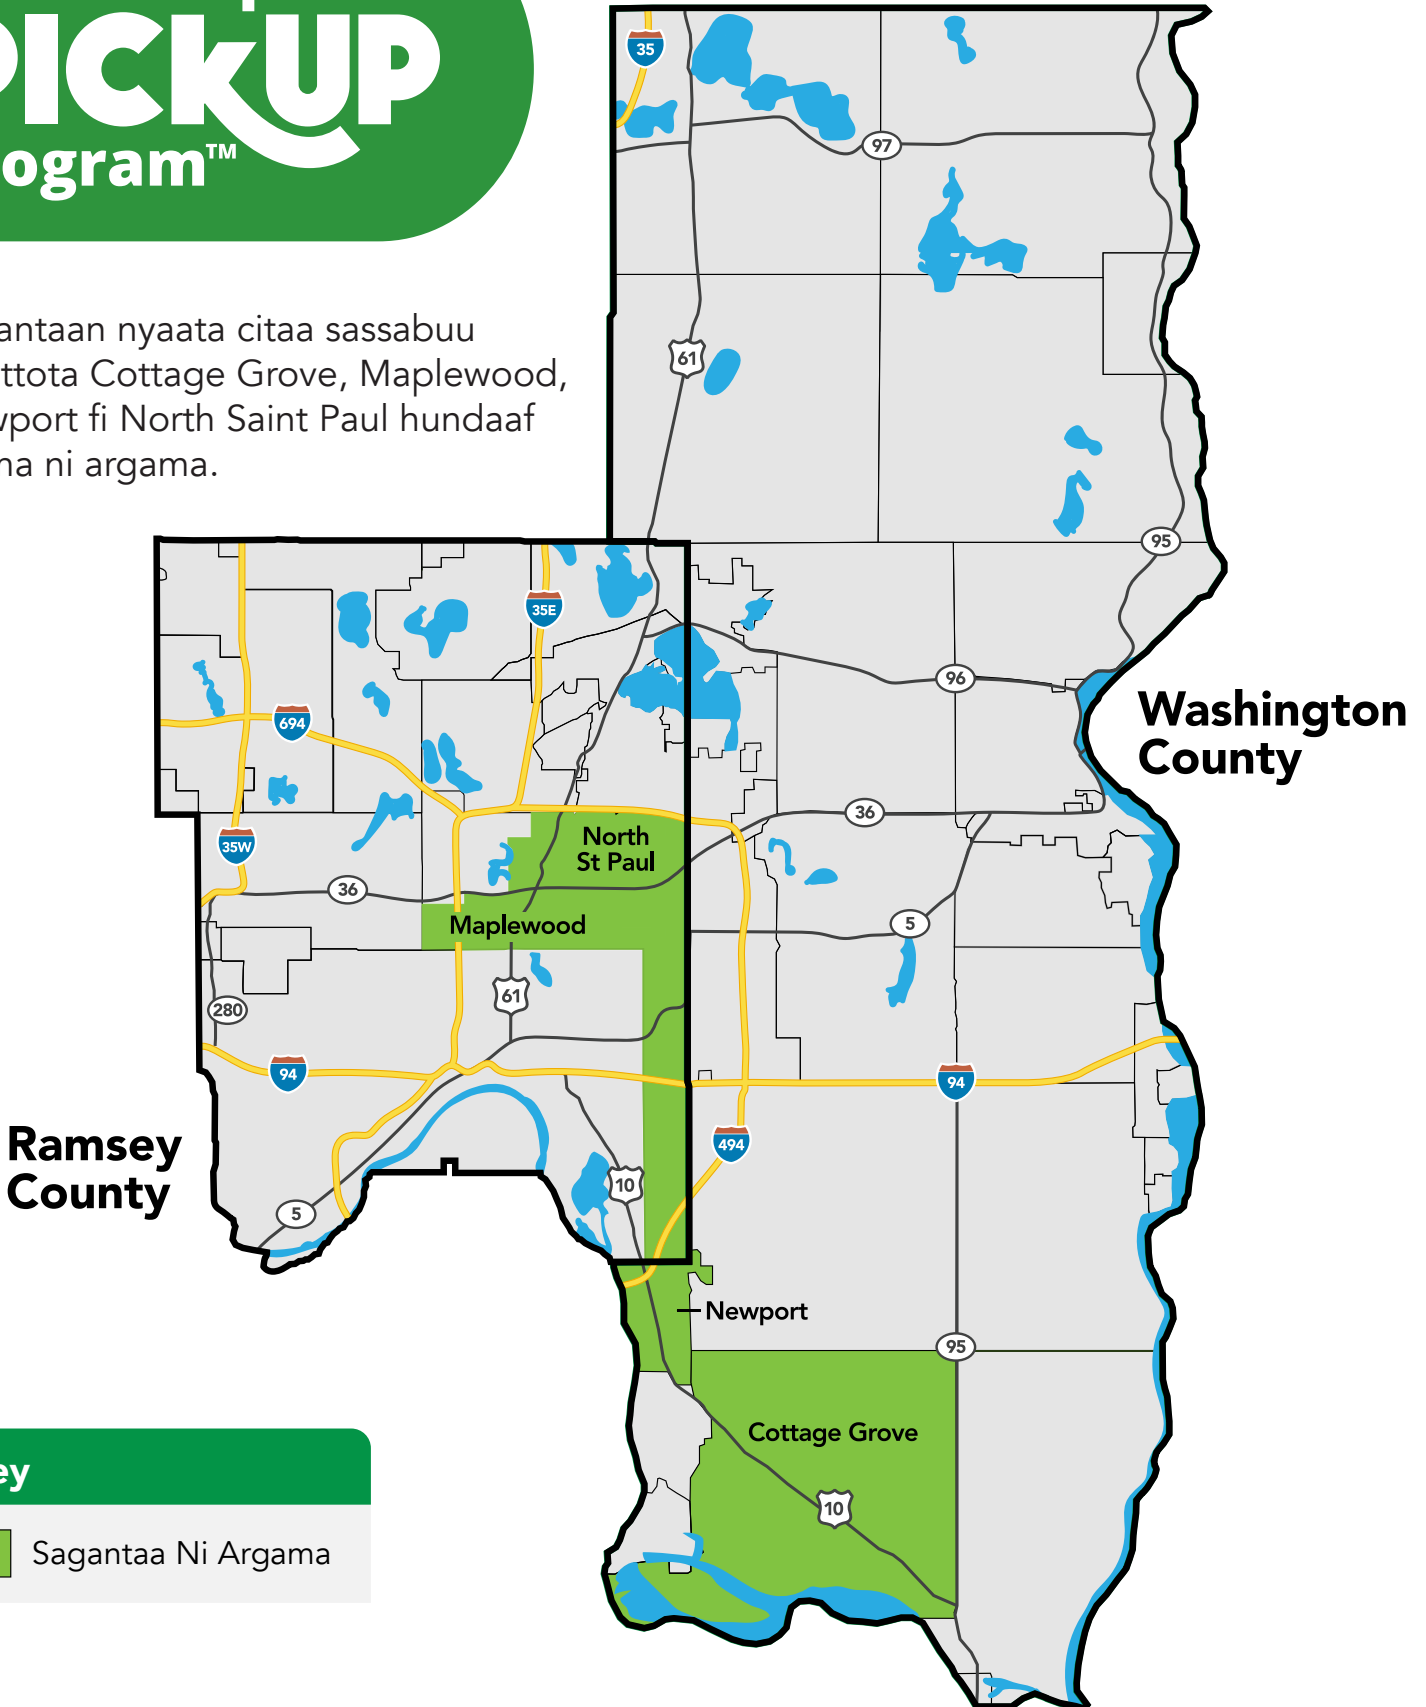 PICKUP
ogram™
antaan nyaata citaa sassabuu
ttota Cottage Grove, Maplewood,
wport fi North Saint Paul hundaaf
na ni argama.
35
97
61
95
35E
96
Washington
County
694
36
35W
North
St Paul
36
5
Maplewood
61
280
94
94
Ramsey
County
494
10
5
Newport
95
Cottage Grove
ey
10
Sagantaa Ni Argama